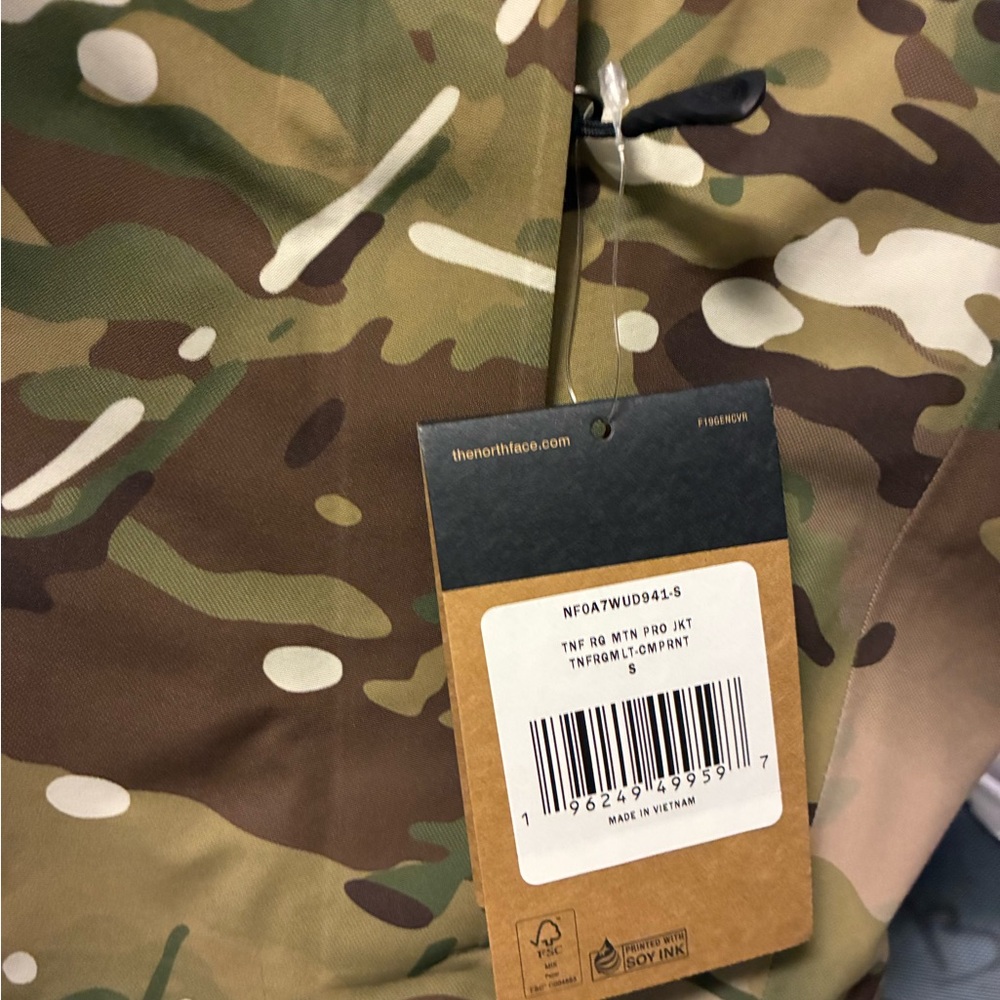 thenorthface.com
F19GENCVR
NF0A7WUD941-S
TNF RG MTN PRO JKT
TNFRGMLT-CMPRNT
S
1 96249 49959 7
MADE IN VIETNAM
FSC
MIX
PRINTED WITH
SOY INK